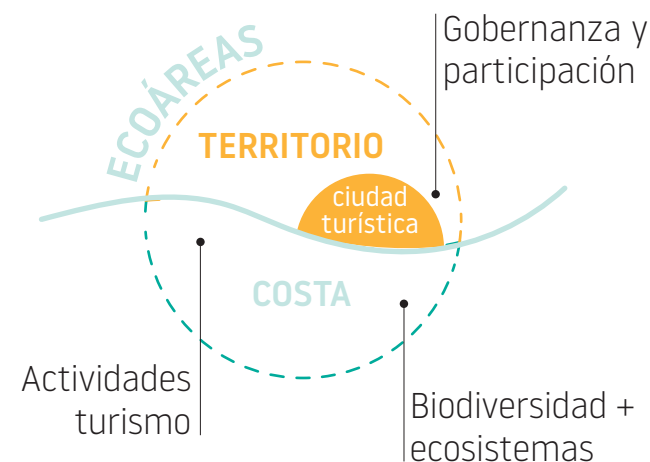 Gobernanza y
participación
ECOÁREAS
TERRITORIO
ciudad
turística
COSTA
Actividades
turismo
Biodiversidad +
ecosistemas